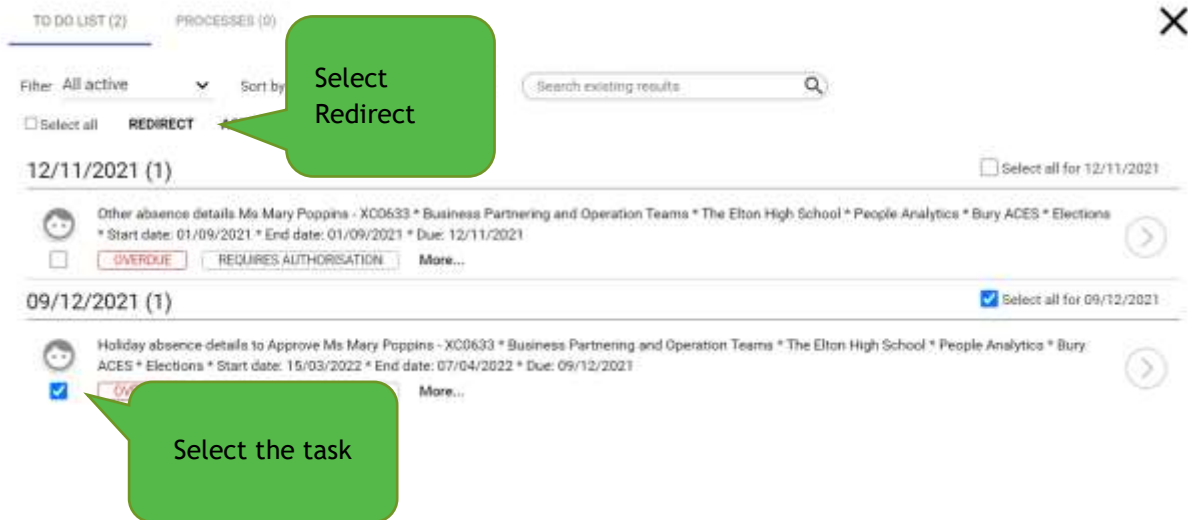 TO DO LIST (2) PROCESSES (0)
Filter All active Sort by
Search existing results
Select
Redirect
Select all REDIRECT
12/11/2021 (1) Select all for 12/11/2021
Other absence details Ms Mary Poppins - XC0633 * Business Partnering and Operation Teams * The Elton High School * People Analytics * Bury ACES * Elections
* Start date: 01/09/2021 * End date: 01/09/2021 * Due: 12/11/2021
OVERDUE REQUIRES AUTHORISATION More...
09/12/2021 (1) Select all for 09/12/2021
Holiday absence details to Approve Ms Mary Poppins - XC0633 * Business Partnering and Operation Teams * The Elton High School * People Analytics * Bury
ACES * Elections * Start date: 15/03/2022 * End date: 07/04/2022 * Due: 09/12/2021
More...
Select the task